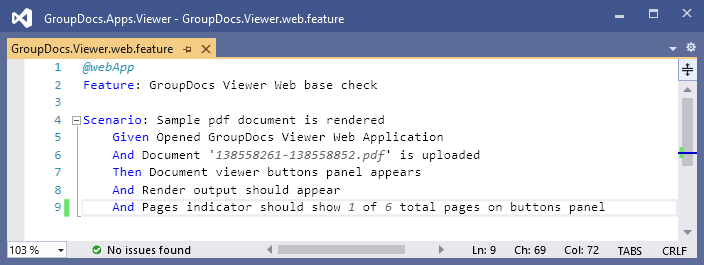 GroupDocs.Apps.Viewer - GroupDocs.Viewer.web.feature
GroupDocs.Viewer.web.feature
1 @webApp
2 Feature: GroupDocs Viewer Web base check
3
4 Scenario: Sample pdf document is rendered
5 Given Opened GroupDocs Viewer Web Application
6 And Document '138558261-138558852.pdf' is uploaded
7 Then Document viewer buttons panel appears
8 And Render output should appear
9 And Pages indicator should show 1 of 6 total pages on buttons panel
103 % No issues found Ln: 9 Ch: 69 Col: 72 TABS CRLF